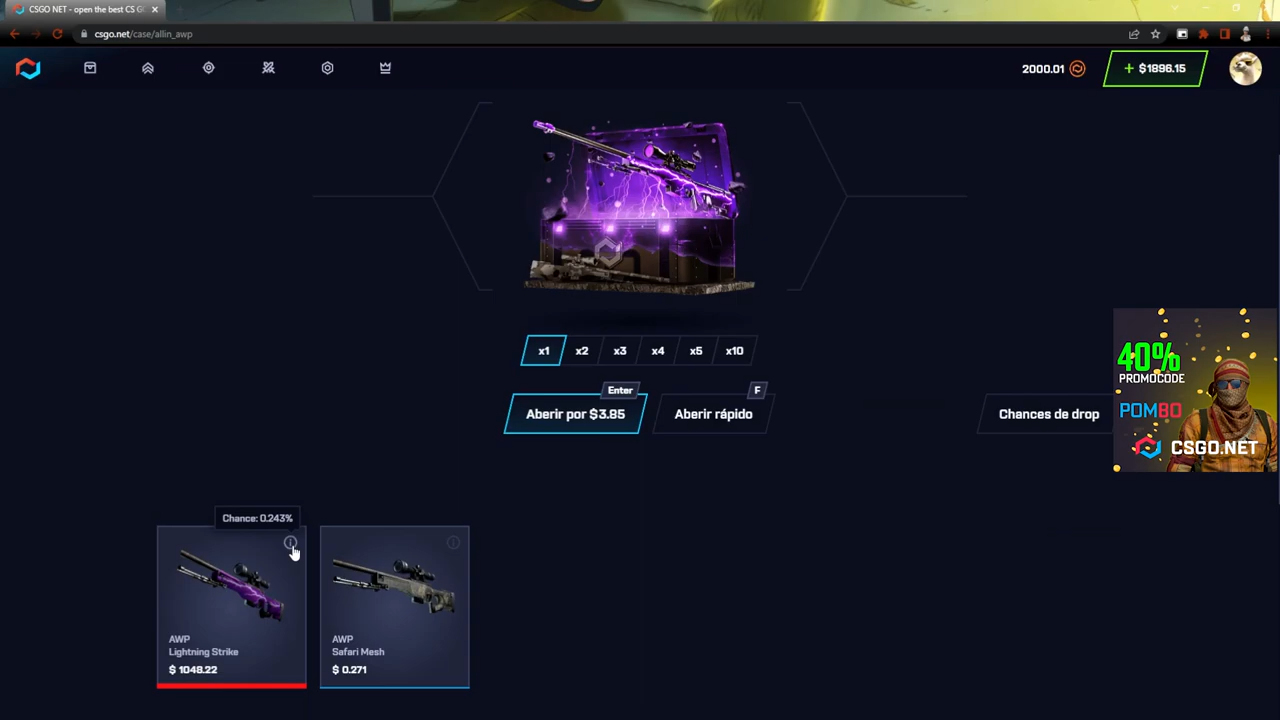 CSGO NET - open the best CS G
csgo.net/case/allin_awp
2000.01
+ $1896.15
x1
x2
x3
x4
x5
x10
Enter
F
Aberir por $3.85
Aberir rápido
Chances de drop
40%
PROMOCODE
POM80
CSGO.NET
Chance: 0.243%
AWP
Lightning Strike
$ 1048.22
AWP
Safari Mesh
$ 0.271